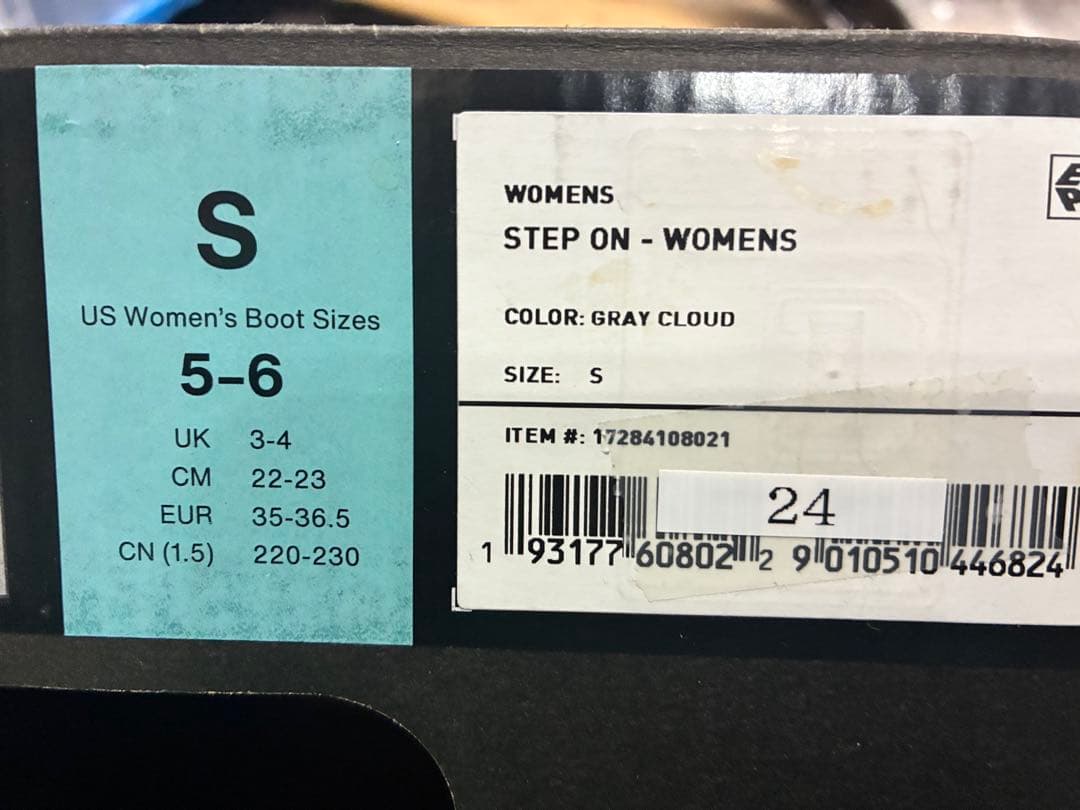 S
US Women's Boot Sizes
5–6
UK 3-4
CM 22-23
EUR 35-36.5
CN (1.5) 220-230
WOMENS
STEP ON - WOMENS
COLOR: GRAY CLOUD
SIZE: S
ITEM #: 17284108021
24
1 93177 60802 2 9 010510 446824